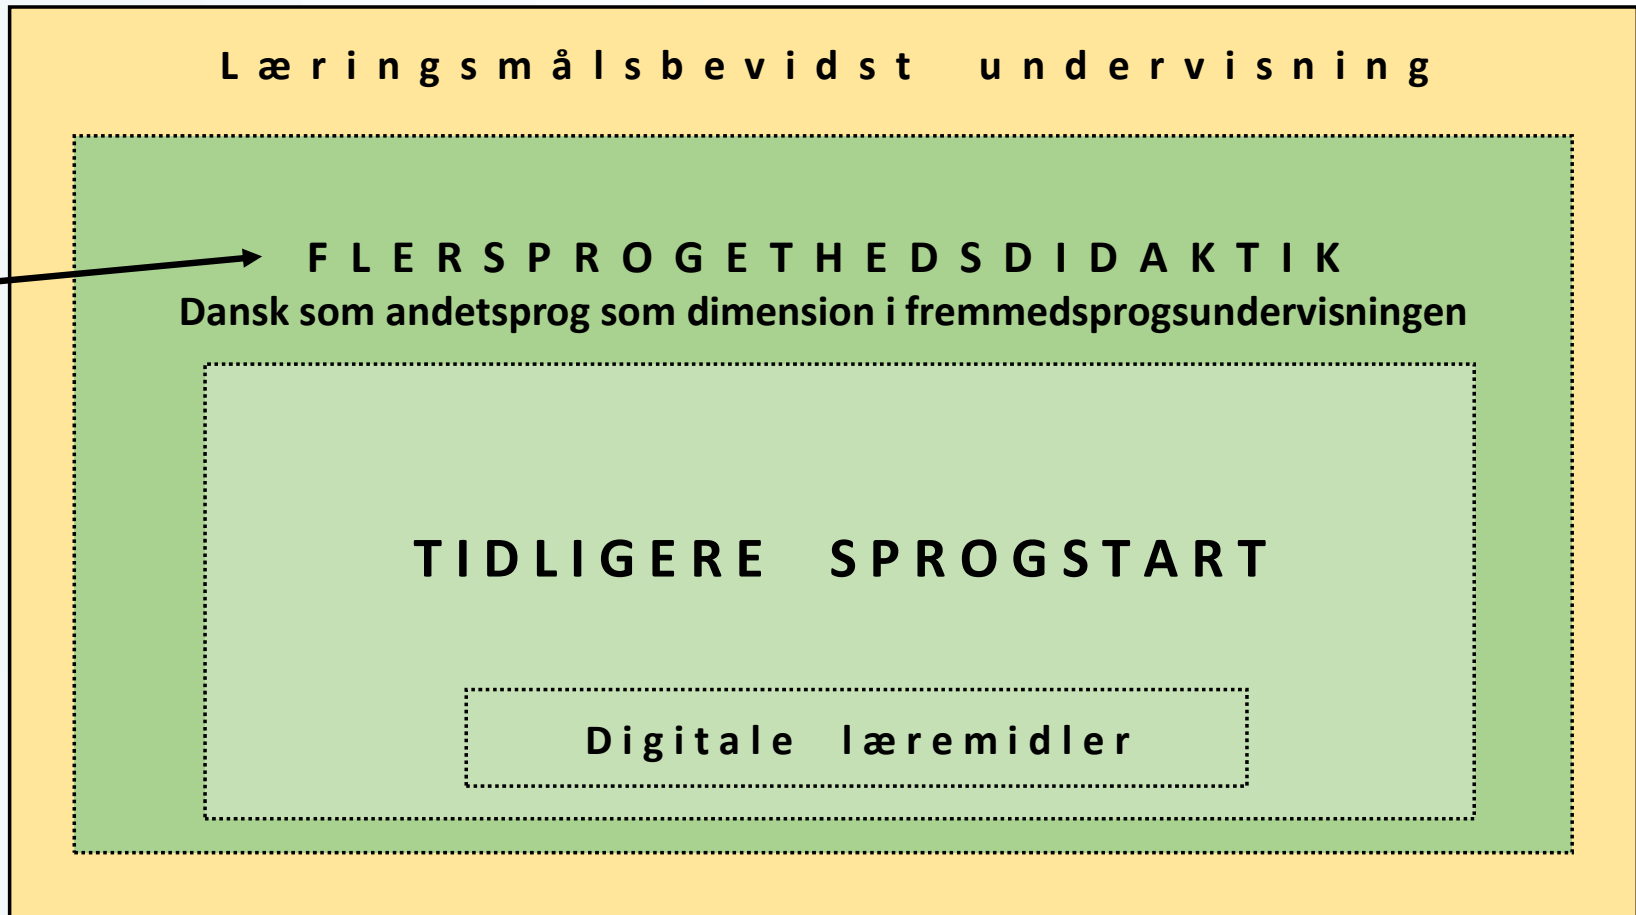 Læringsmålsbevidst undervisning
FLERSPROGETHEDSDIDAKTIK
Dansk som andetsprog som dimension i fremmedsprogsundervisningen
TIDLIGERE SPROGSTART
Digitale læremidler